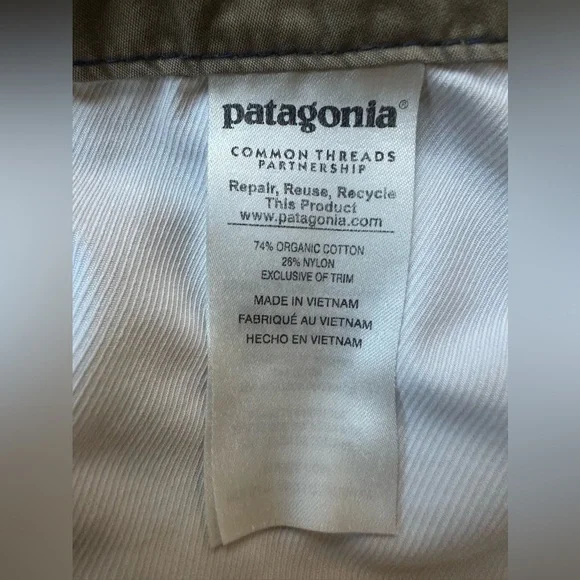 patagonia®
COMMON THREADS
PARTNERSHIP
Repair, Reuse, Recycle
This Product
www.patagonia.com
74% ORGANIC COTTON
26% NYLON
EXCLUSIVE OF TRIM
MADE IN VIETNAM
FABRIQUÉ AU VIETNAM
HECHO EN VIETNAM